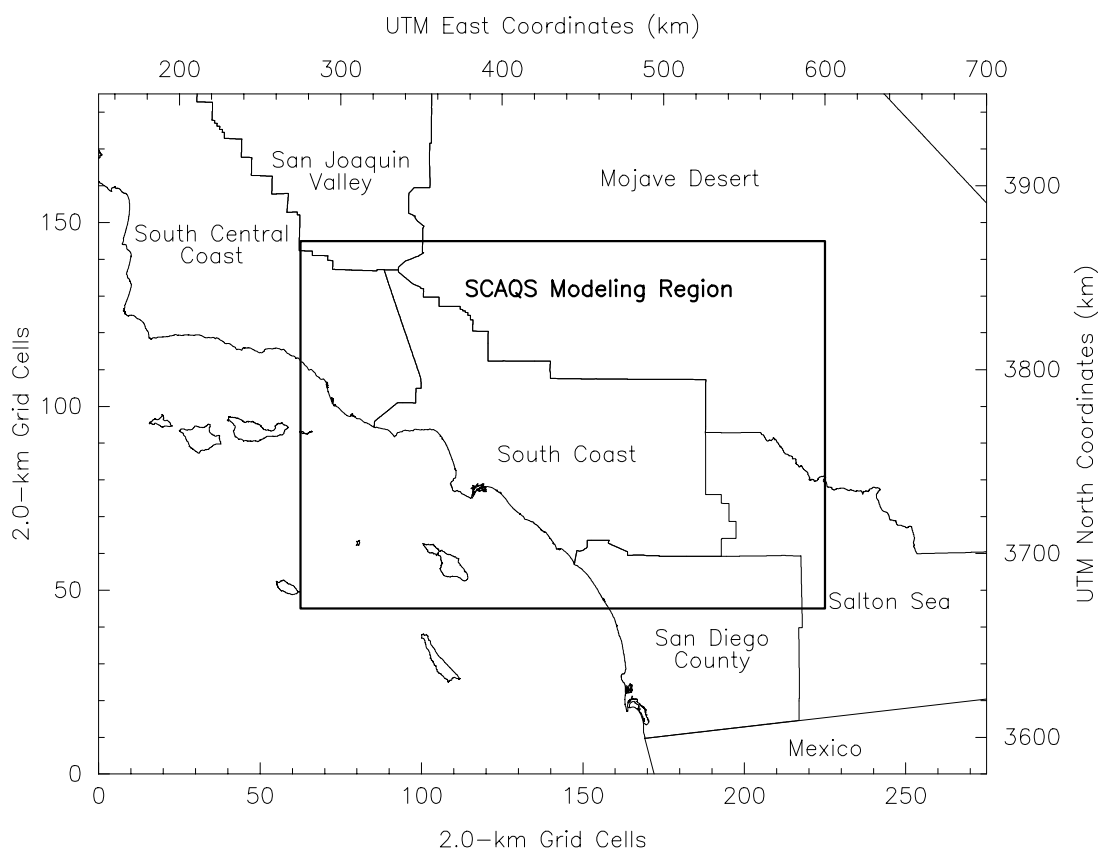 UTM East Coordinates (km)
200 300 400 500 600 700
San Joaquin
Valley
Mojave Desert
3900
150
South Central
Coast
SCAQS Modeling Region
3800
100
2.0-km Grid Cells
UTM North Coordinates (km)
South Coast
3700
50
Salton Sea
San Diego
County
3600
Mexico
0
0 50 100 150 200 250
2.0-km Grid Cells